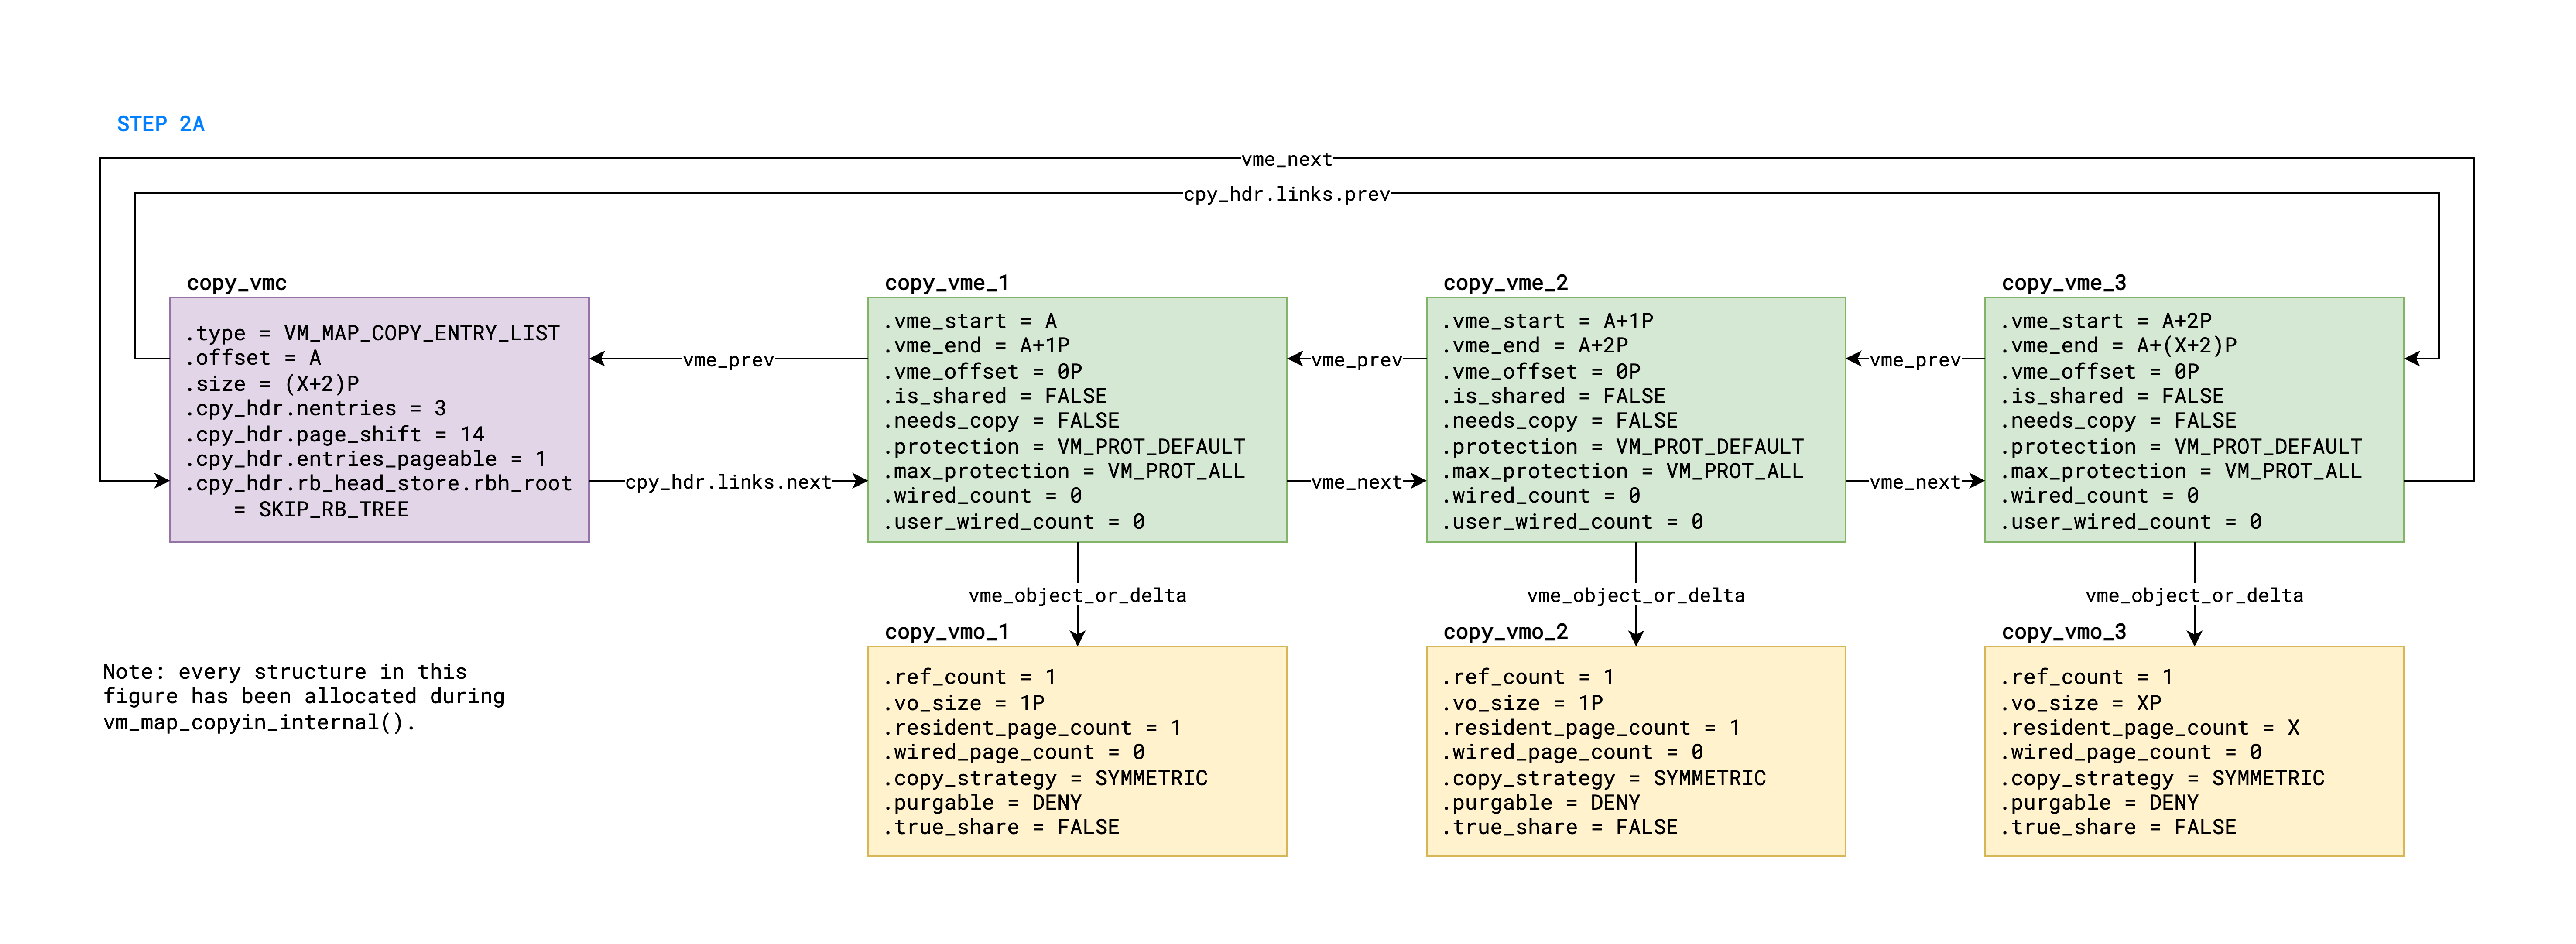 STEP 2A
vme_next
cpy_hdr.links.prev
copy_vmc
.type = VM_MAP_COPY_ENTRY_LIST
.offset = A
.size = (X+2)P
.cpy_hdr.nentries = 3
.cpy_hdr.page_shift = 14
.cpy_hdr.entries_pageable = 1
.cpy_hdr.rb_head_store.rbh_root
= SKIP_RB_TREE
vme_prev
cpy_hdr.links.next
copy_vme_1
.vme_start = A
.vme_end = A+1P
.vme_offset = 0P
.is_shared = FALSE
.needs_copy = FALSE
.protection = VM_PROT_DEFAULT
.max_protection = VM_PROT_ALL
.wired_count = 0
.user_wired_count = 0
vme_prev
vme_next
copy_vme_2
.vme_start = A+1P
.vme_end = A+2P
.vme_offset = 0P
.is_shared = FALSE
.needs_copy = FALSE
.protection = VM_PROT_DEFAULT
.max_protection = VM_PROT_ALL
.wired_count = 0
.user_wired_count = 0
vme_prev
vme_next
copy_vme_3
.vme_start = A+2P
.vme_end = A+(X+2)P
.vme_offset = 0P
.is_shared = FALSE
.needs_copy = FALSE
.protection = VM_PROT_DEFAULT
.max_protection = VM_PROT_ALL
.wired_count = 0
.user_wired_count = 0
vme_object_or_delta
vme_object_or_delta
vme_object_or_delta
Note: every structure in this
figure has been allocated during
vm_map_copyin_internal().
copy_vmo_1
.ref_count = 1
.vo_size = 1P
.resident_page_count = 1
.wired_page_count = 0
.copy_strategy = SYMMETRIC
.purgable = DENY
.true_share = FALSE
copy_vmo_2
.ref_count = 1
.vo_size = 1P
.resident_page_count = 1
.wired_page_count = 0
.copy_strategy = SYMMETRIC
.purgable = DENY
.true_share = FALSE
copy_vmo_3
.ref_count = 1
.vo_size = XP
.resident_page_count = X
.wired_page_count = 0
.copy_strategy = SYMMETRIC
.purgable = DENY
.true_share = FALSE